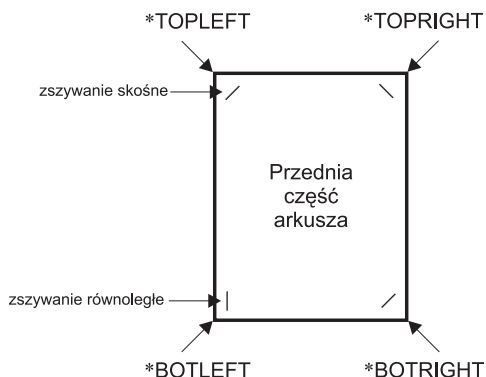 *TOPLEFT
*TOPRIGHT
zszywanie skośne
Przednia
część
arkusza
zszywanie równoległe
*BOTLEFT
*BOTRIGHT